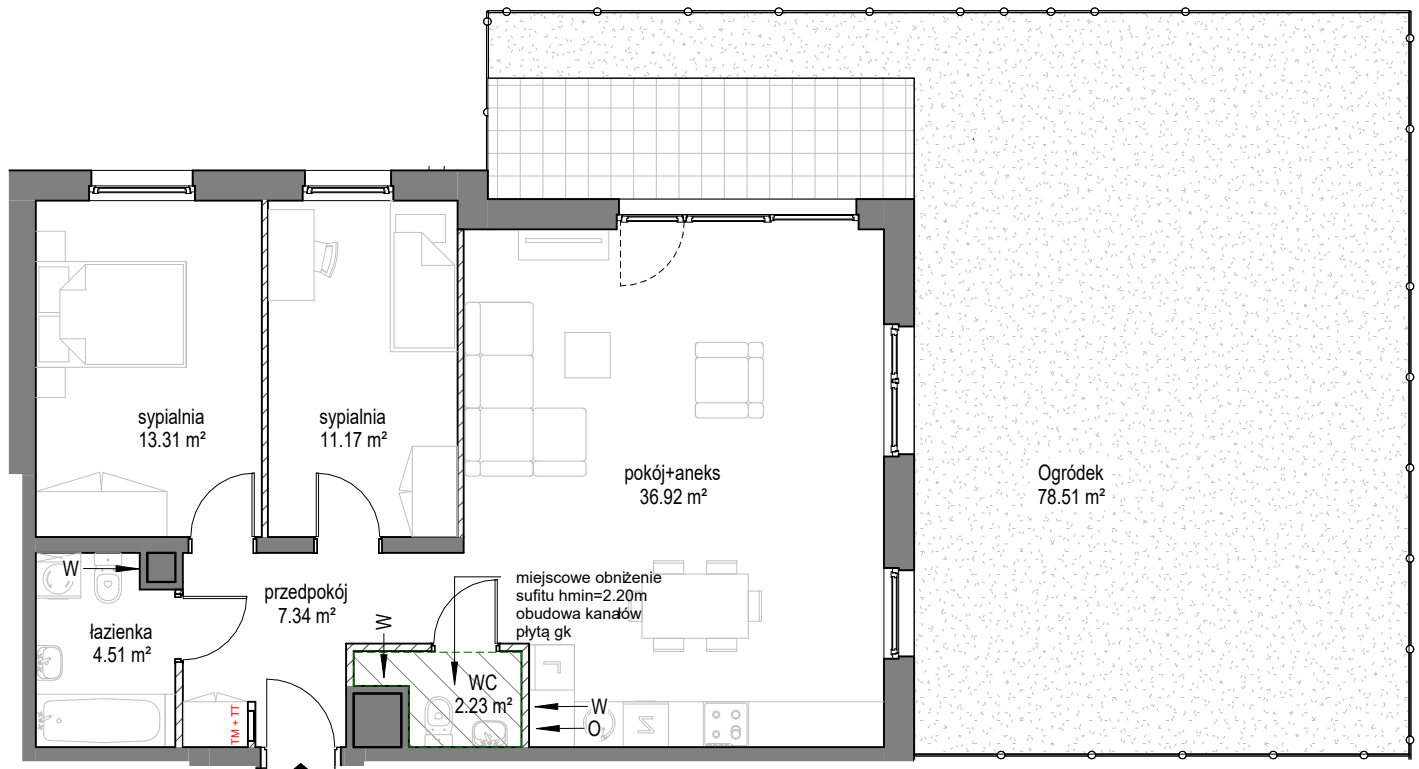 sypialnia
13.31 m²
sypialnia
11.17 m²
pokój+aneks
36.92 m²
Ogródek
78.51 m²
W
przedpokój
7.34 m²
miejscowe obniżenie
sufitu hmin=2.20m
obudowa kanałów
płytą gk
W
łazienka
4.51 m²
L
WC
2.23 m²
W
O
Z
TM + TT